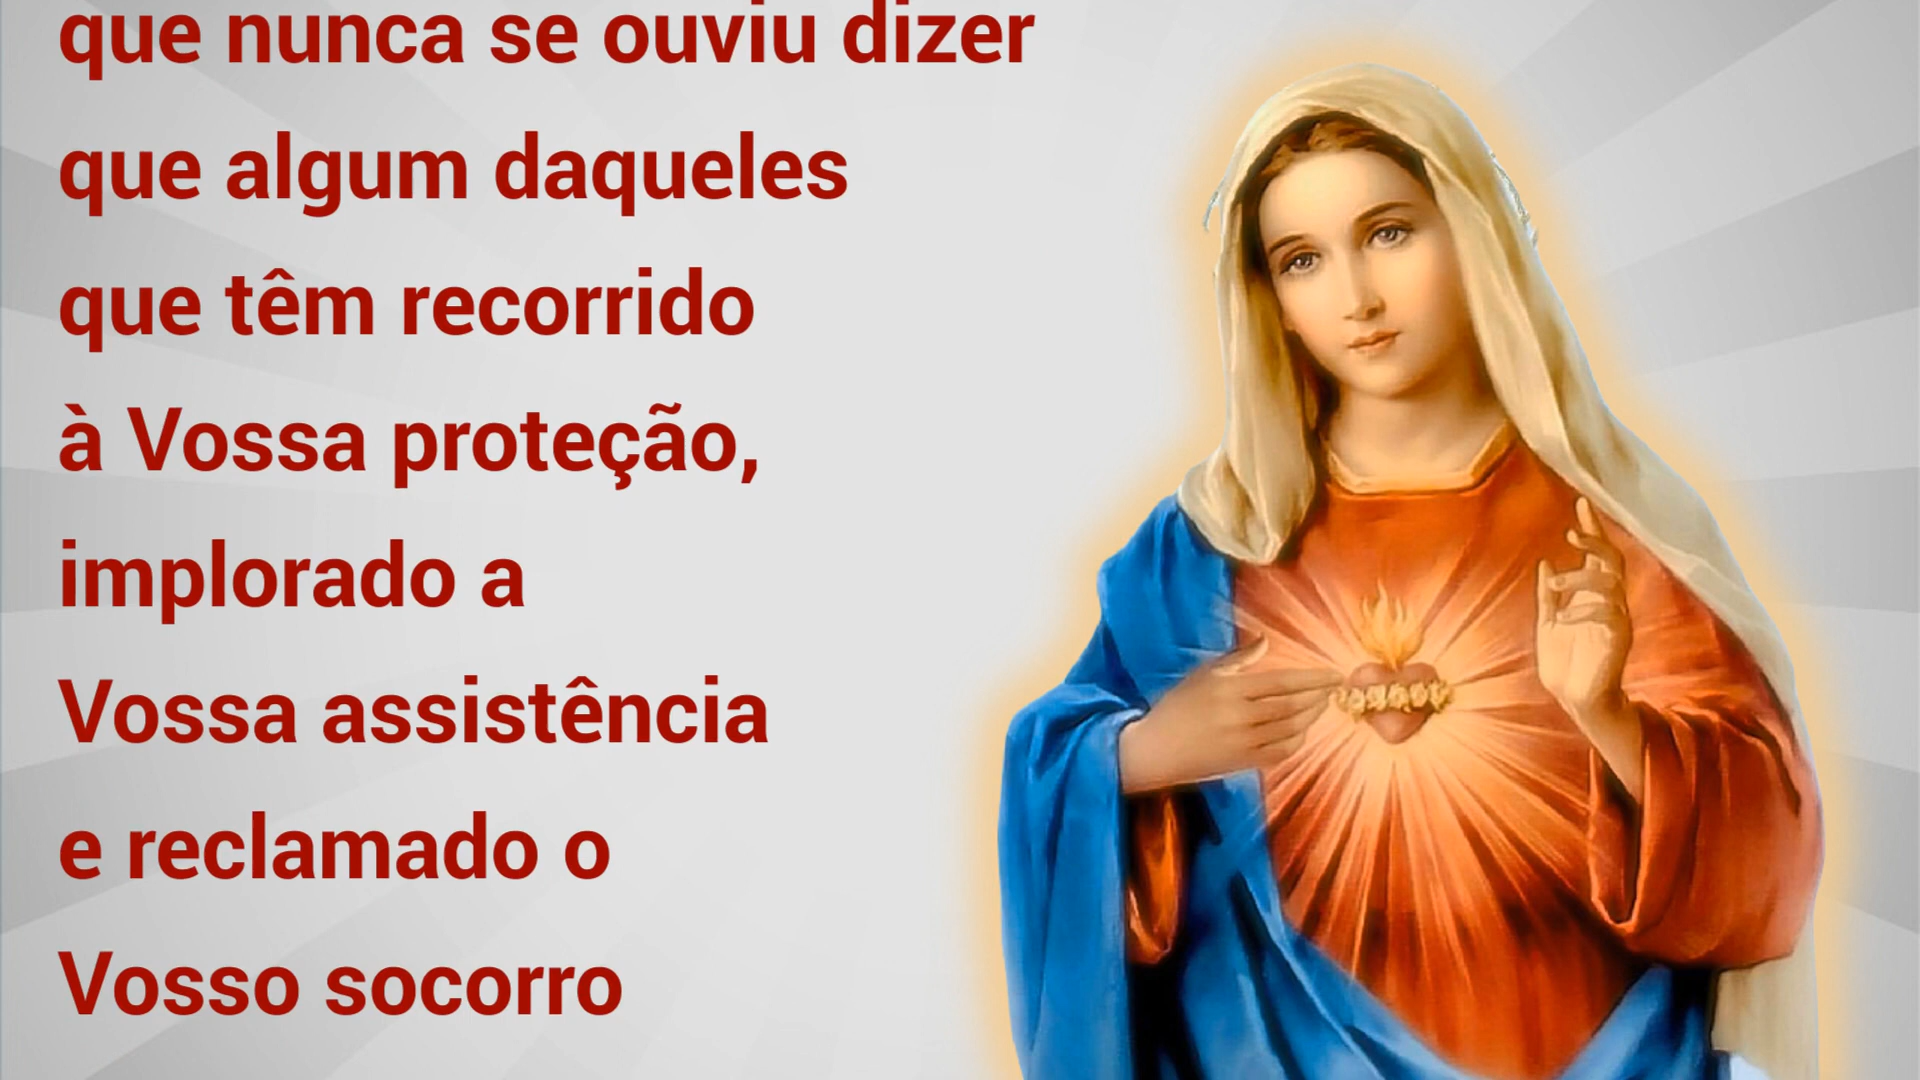 que nunca se ouviu dizer
que algum daqueles
que têm recorrido
à Vossa proteção,
implorado a
Vossa assistência
e reclamado o
Vosso socorro